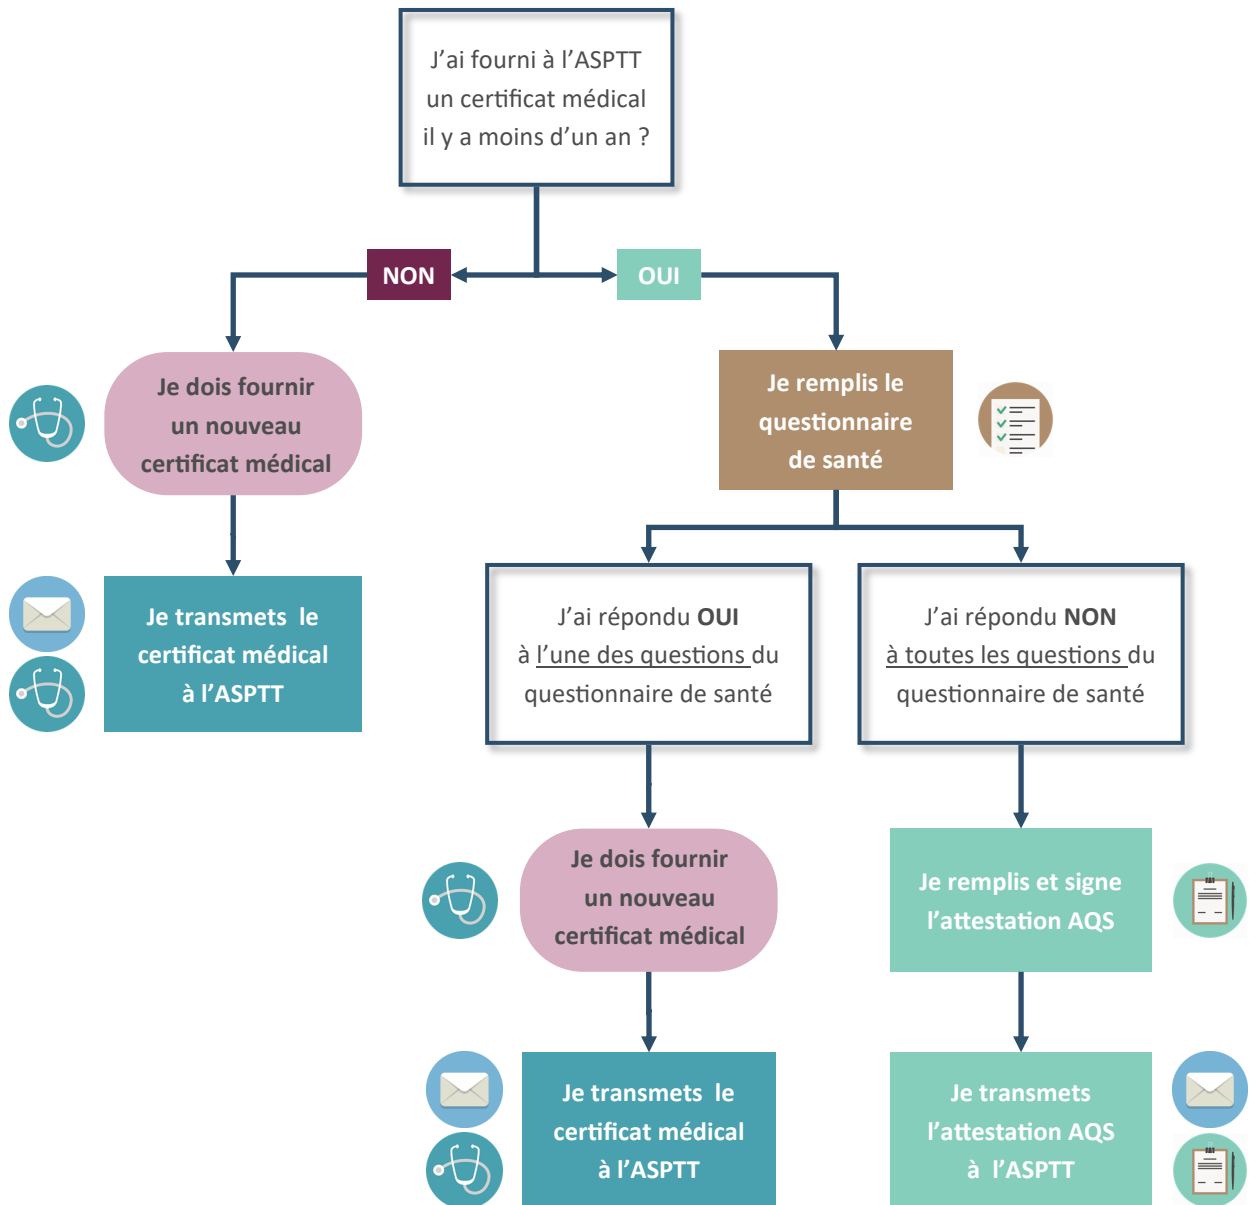 J’ai fourni à l’ASPTT
un certificat médical
il y a moins d’un an ?
NON
OUI
Je dois fournir
un nouveau
certificat médical
Je remplis le
questionnaire
de santé
Je transmets le
certificat médical
à l’ASPTT
J’ai répondu OUI
à l’une des questions du
questionnaire de santé
J’ai répondu NON
à toutes les questions du
questionnaire de santé
Je dois fournir
un nouveau
certificat médical
Je remplis et signe
l’attestation AQS
Je transmets le
certificat médical
à l’ASPTT
Je transmets
l’attestation AQS
à l’ASPTT